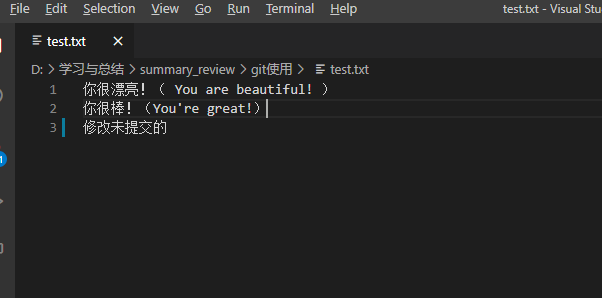 File Edit Selection View Go Run Terminal Help test.txt - Visual Stu
test.txt ×
D: > 学习与总结 > summary_review > git使用 > test.txt
1 你很漂亮! ( You are beautiful! )
2 你很棒! (You're great!)
3 修改未提交的